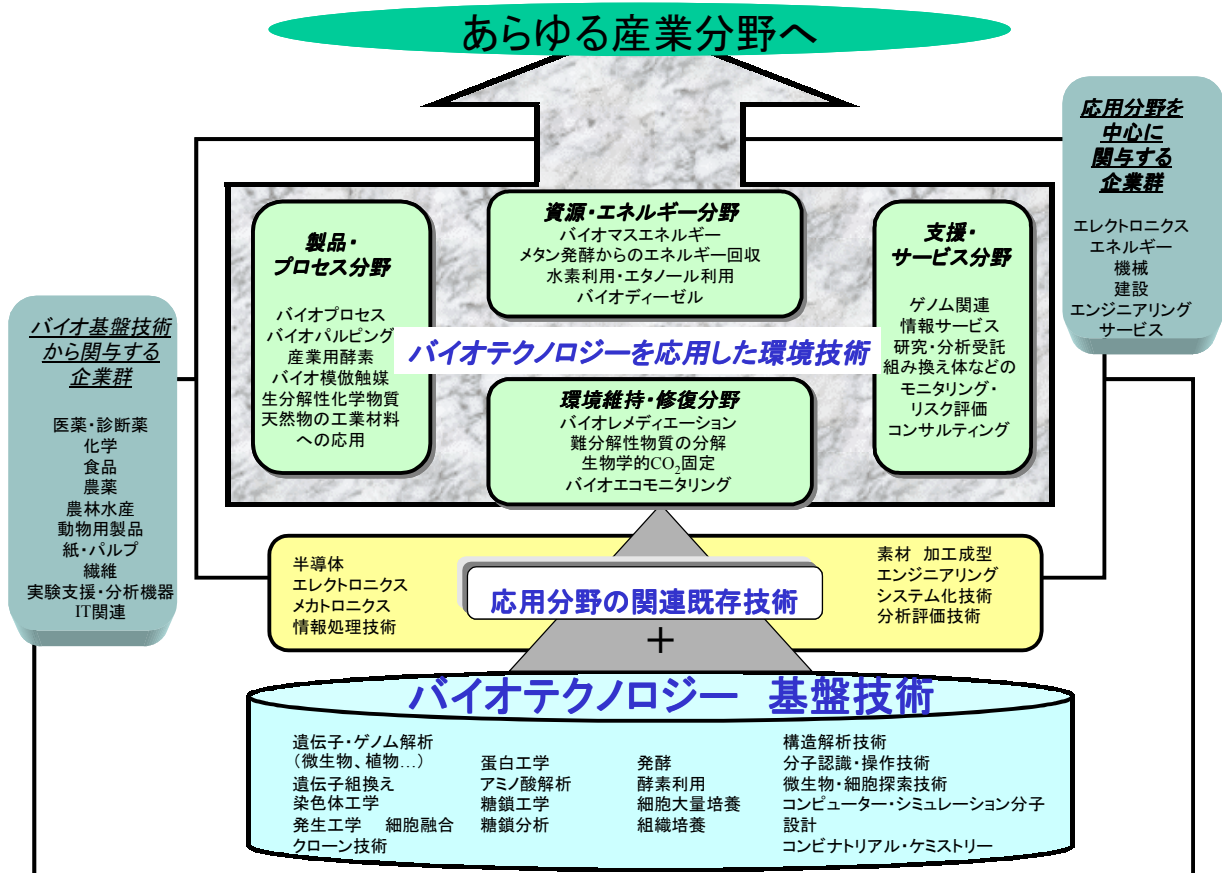 あらゆる産業分野へ
応用分野を
中心に
関与する
企業群
エレクトロニクス
エネルギー
機械
建設
エンジニアリング
サービス
バイオ基盤技術
から関与する
企業群
医薬・診断薬
化学
食品
農薬
農林水産
動物用製品
紙・パルプ
繊維
実験支援・分析機器
IT関連
製品・
プロセス分野
バイオプロセス
バイオパルピング
産業用酵素
バイオ模倣触媒
生分解性化学物質
天然物の工業材料
への応用
資源・エネルギー分野
バイオマスエネルギー
メタン発酵からのエネルギー回収
水素利用・エタノール利用
バイオディーゼル
支援・
サービス分野
ゲノム関連
情報サービス
研究・分析受託
組み換え体などの
モニタリング・
リスク評価
コンサルティング
バイオテクノロジーを応用した環境技術
環境維持・修復分野
バイオレメディエーション
難分解性物質の分解
生物学的CO2固定
バイオエコモニタリング
半導体
エレクトロニクス
メカトロニクス
情報処理技術
応用分野の関連既存技術
素材 加工成型
エンジニアリング
システム化技術
分析評価技術
＋
バイオテクノロジー 基盤技術
遺伝子・ゲノム解析
（微生物、植物…）
遺伝子組換え
染色体工学
発生工学 細胞融合
クローン技術
蛋白工学
アミノ酸解析
糖鎖工学
糖鎖分析
発酵
酵素利用
細胞大量培養
組織培養
構造解析技術
分子認識・操作技術
微生物・細胞探索技術
コンピューター・シミュレーション分子
設計
コンビナトリアル・ケミストリー